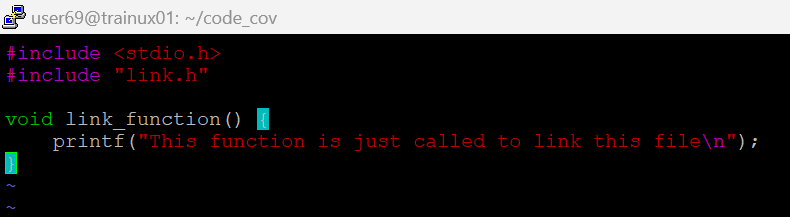 user69@trainux01: ~/code_cov
#include <stdio.h>
#include "link.h"
void link_function() {
    printf("This function is just called to link this file\n");
}
~
~